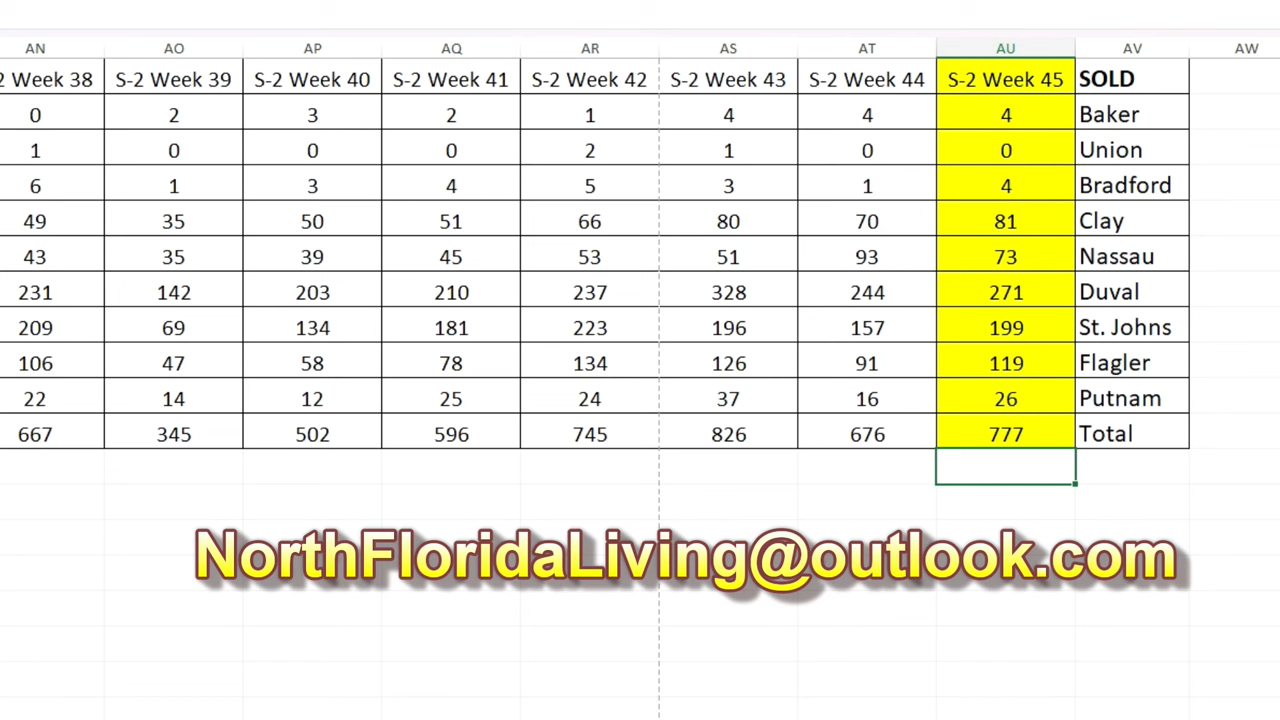 AN AO AP AQ AR AS AT AU AV AW
2 Week 38 S-2 Week 39 S-2 Week 40 S-2 Week 41 S-2 Week 42 S-2 Week 43 S-2 Week 44 S-2 Week 45 SOLD
0 2 3 2 1 4 4 4 Baker
1 0 0 0 2 1 0 0 Union
6 1 3 4 5 3 1 4 Bradford
49 35 50 51 66 80 70 81 Clay
43 35 39 45 53 51 93 73 Nassau
231 142 203 210 237 328 244 271 Duval
209 69 134 181 223 196 157 199 St. Johns
106 47 58 78 134 126 91 119 Flagler
22 14 12 25 24 37 16 26 Putnam
667 345 502 596 745 826 676 777 Total
NorthFloridaLiving@outlook.com